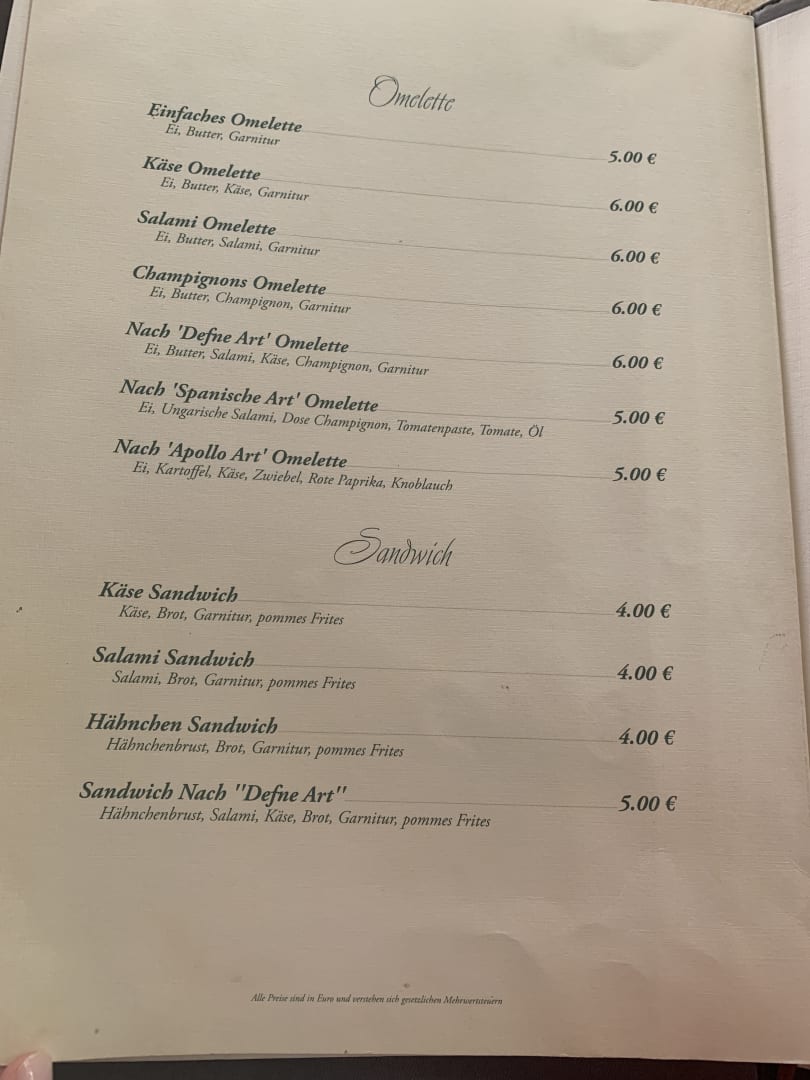 Omelette
Einfaches Omelette 5.00 €
Ei, Butter, Garnitur
Käse Omelette 6.00 €
Ei, Butter, Käse, Garnitur
Salami Omelette 6.00 €
Ei, Butter, Salami, Garnitur
Champignons Omelette 6.00 €
Ei, Butter, Champignon, Garnitur
Nach 'Defne Art' Omelette 6.00 €
Ei, Butter, Salami, Käse, Champignon, Garnitur
Nach 'Spanische Art' Omelette 5.00 €
Ei, Ungarische Salami, Dose Champignon, Tomatenpaste, Tomate, Öl
Nach 'Apollo Art' Omelette 5.00 €
Ei, Kartoffel, Käse, Zwiebel, Rote Paprika, Knoblauch
Sandwich
Käse Sandwich 4.00 €
Käse, Brot, Garnitur, pommes Frites
Salami Sandwich 4.00 €
Salami, Brot, Garnitur, pommes Frites
Hähnchen Sandwich 4.00 €
Hähnchenbrust, Brot, Garnitur, pommes Frites
Sandwich Nach "Defne Art" 5.00 €
Hähnchenbrust, Salami, Käse, Brot, Garnitur, pommes Frites
Alle Preise sind in Euro und verstehen sich gesetzlichen Mehrwertsteuern